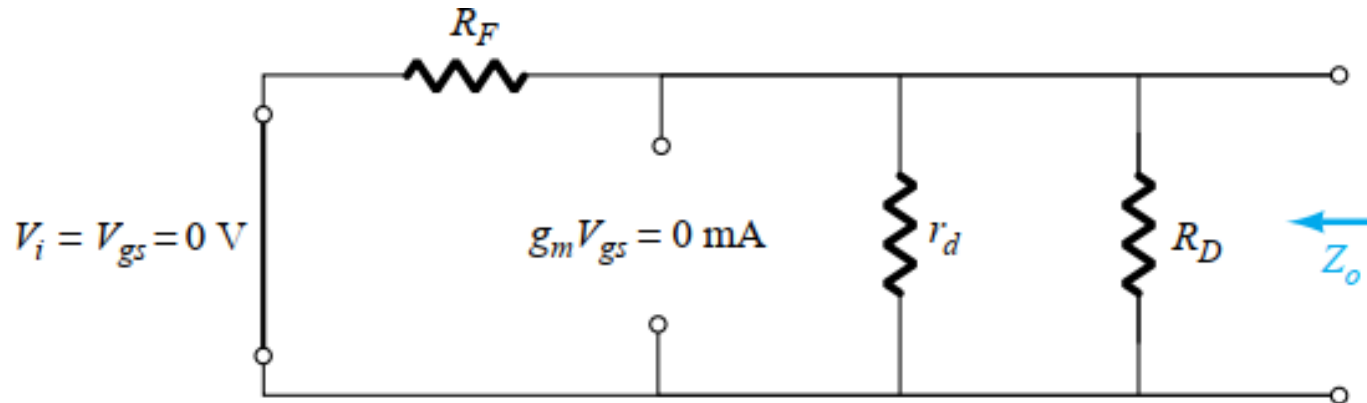 R_F
V_i = V_gs = 0 V
g_m V_gs = 0 mA
r_d
R_D
Z_o